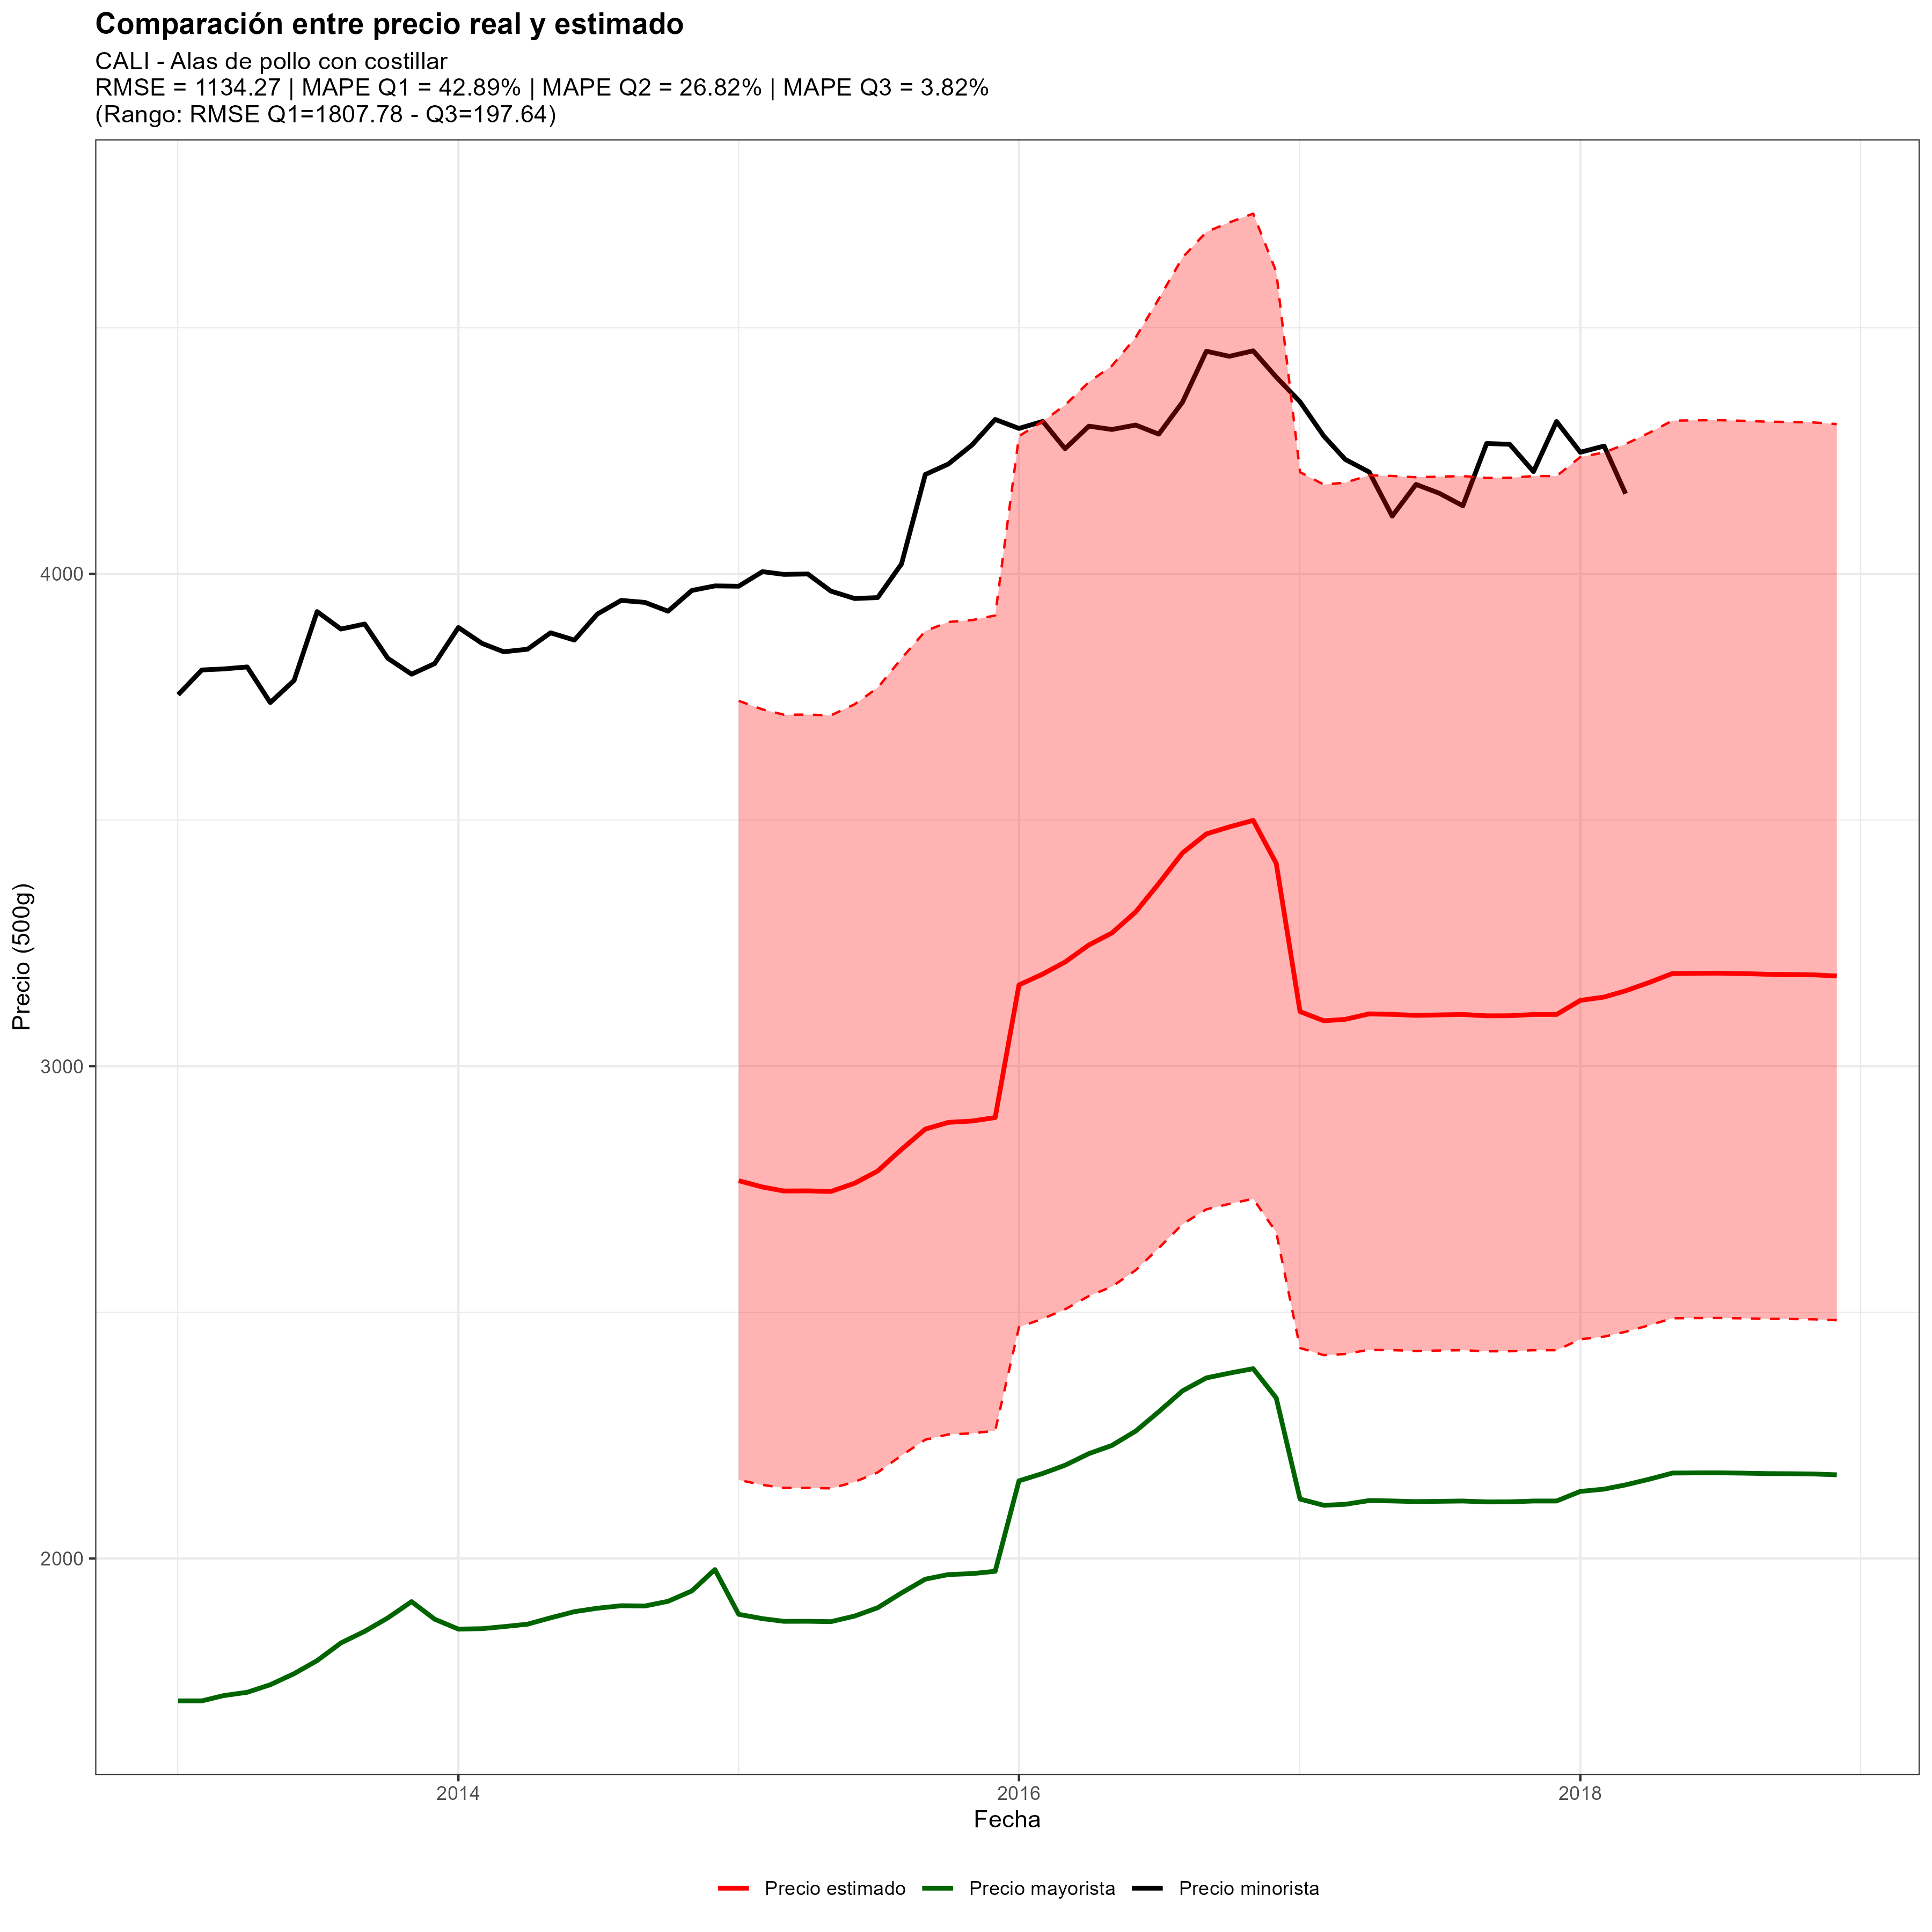 Comparación entre precio real y estimado
CALI - Alas de pollo con costillar
RMSE = 1134.27 | MAPE Q1 = 42.89% | MAPE Q2 = 26.82% | MAPE Q3 = 3.82%
(Rango: RMSE Q1=1807.78 - Q3=197.64)
Precio (500g)
4000
3000
2000
2014
2016
2018
Fecha
Precio estimado
Precio mayorista
Precio minorista